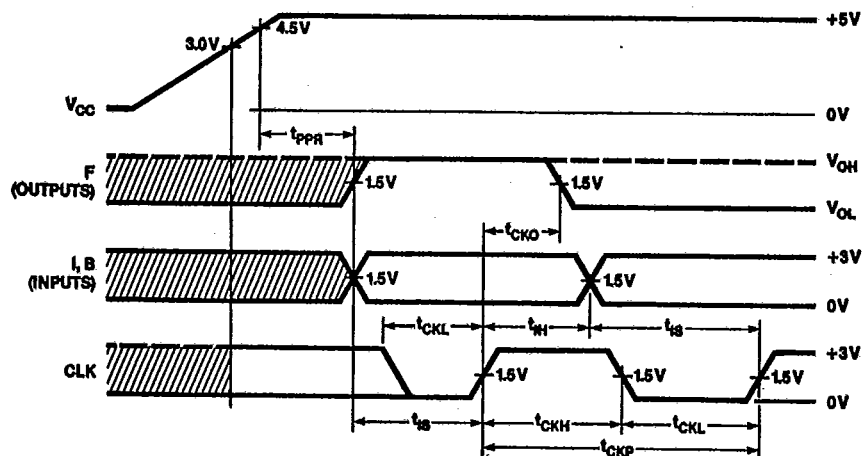 +5V
4.5V
3.0V
VCC
0V
tPPR
F
(OUTPUTS)
1.5V
1.5V
VOH
VOL
tCKO
I, B
(INPUTS)
1.5V
1.5V
+3V
0V
tCKL
tIH
tIS
CLK
1.5V
1.5V
1.5V
+3V
0V
tIS
tCKH
tCKL
tCKP